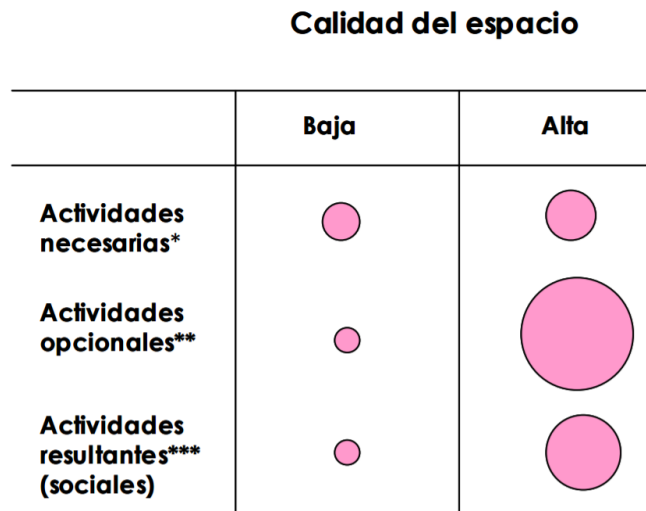 Calidad del espacio
Baja
Alta
Actividades
necesarias*
Actividades
opcionales**
Actividades
resultantes***
(sociales)